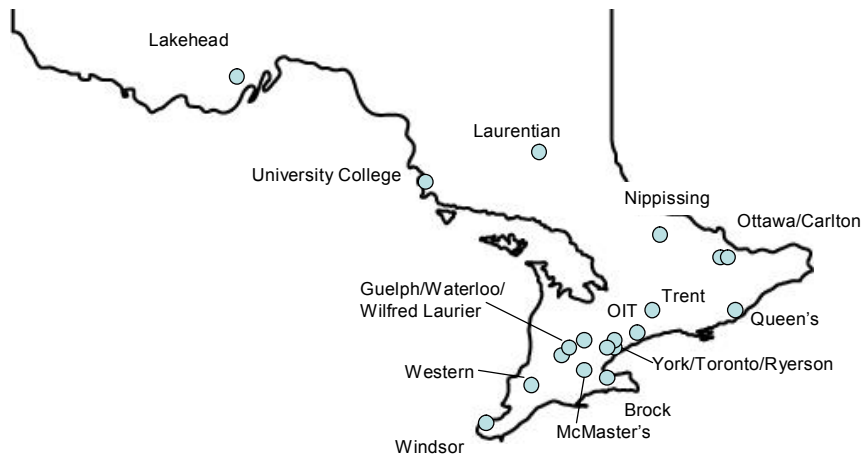 Lakehead
Laurentian
University College
Nippissing
Ottawa/Carlton
Guelph/Waterloo/
Wilfred Laurier
Trent
OIT
Queen's
York/Toronto/Ryerson
Western
Brock
McMaster's
Windsor